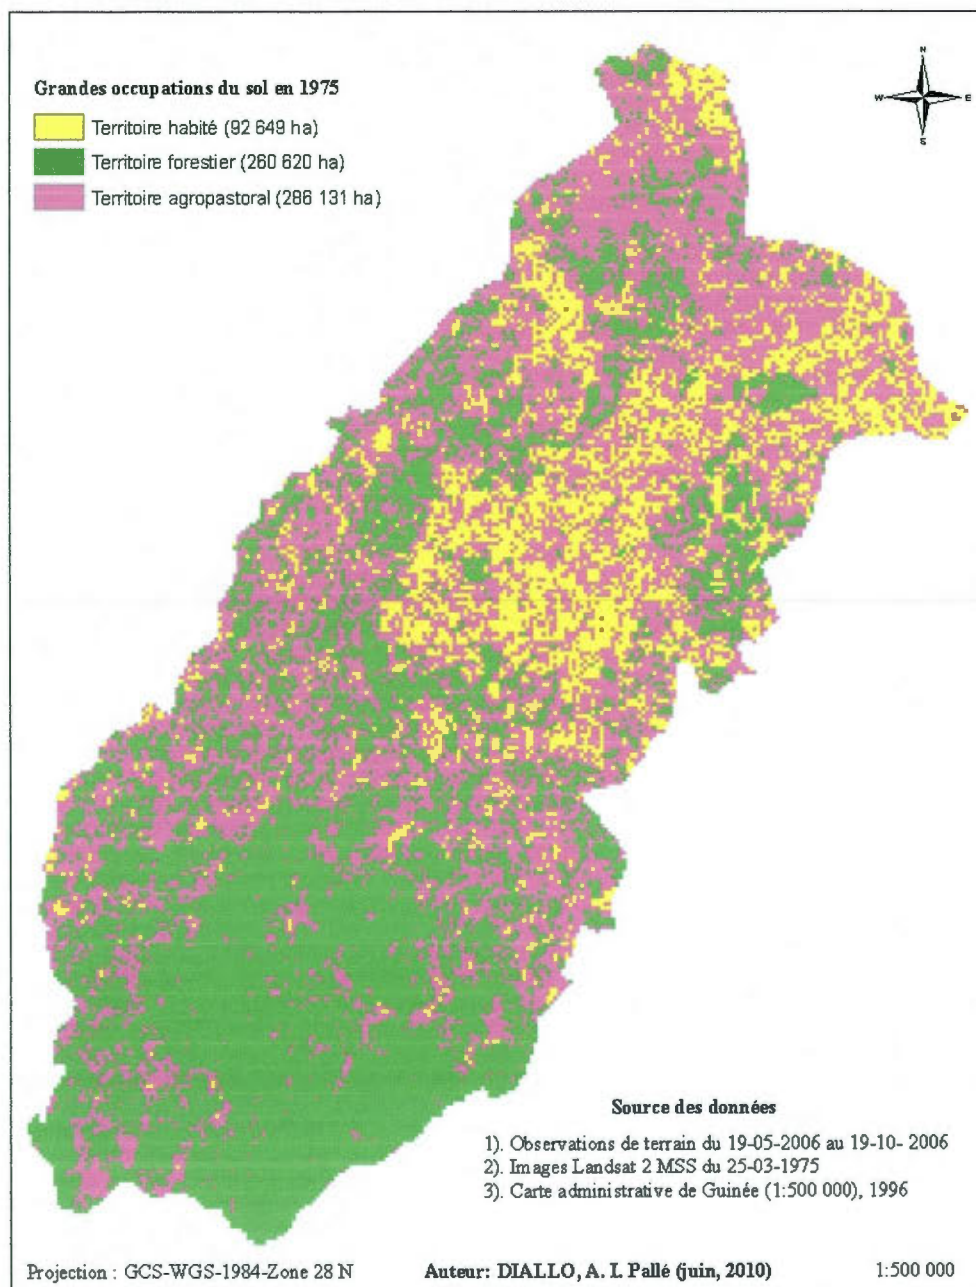 Grandes occupations du sol en 1975
Territoire habité (92 649 ha)
Territoire forestier (260 620 ha)
Territoire agropastoral (286 131 ha)
N
W E
S
Source des données
1). Observations de terrain du 19-05-2006 au 19-10- 2006
2). Images Landsat 2 MSS du 25-03-1975
3). Carte administrative de Guinée (1:500 000), 1996
Projection : GCS-WGS-1984-Zone 28 N
Auteur: DIALLO, A. I. Pallé (juin, 2010)
1:500 000